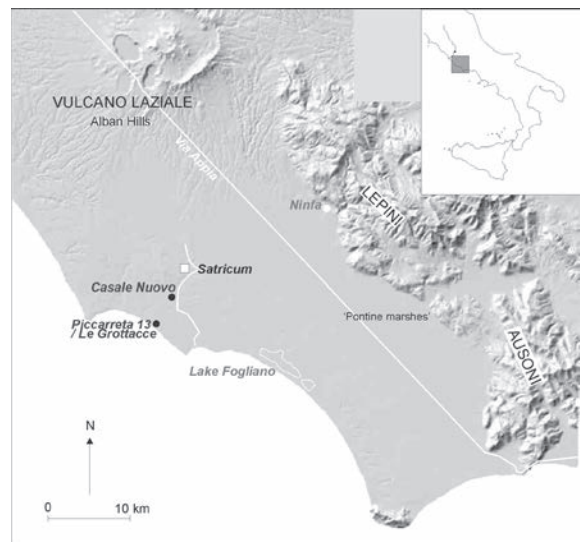 VULCANO LAZIALE
Alban Hills
Via Appia
LEPINI
Ninfa
Satricum
Casale Nuovo
Piccarreta 13
/ Le Grottacce
'Pontine marshes'
AUSONI
Lake Fogliano
N
0 10 km